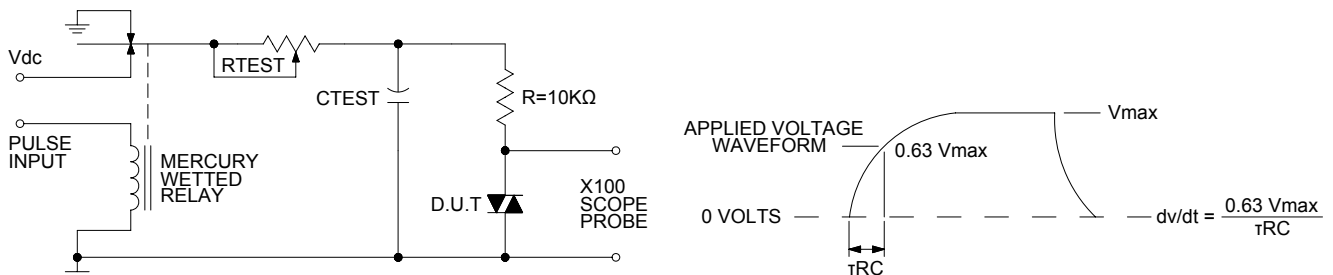 Vdc
RTEST
CTEST
R=10KΩ
PULSE
INPUT
MERCURY
WETTED
RELAY
D.U.T
X100
SCOPE
PROBE
APPLIED VOLTAGE
WAVEFORM
Vmax
0.63 Vmax
0 VOLTS
dv/dt = 0.63 Vmax
τRC
τRC